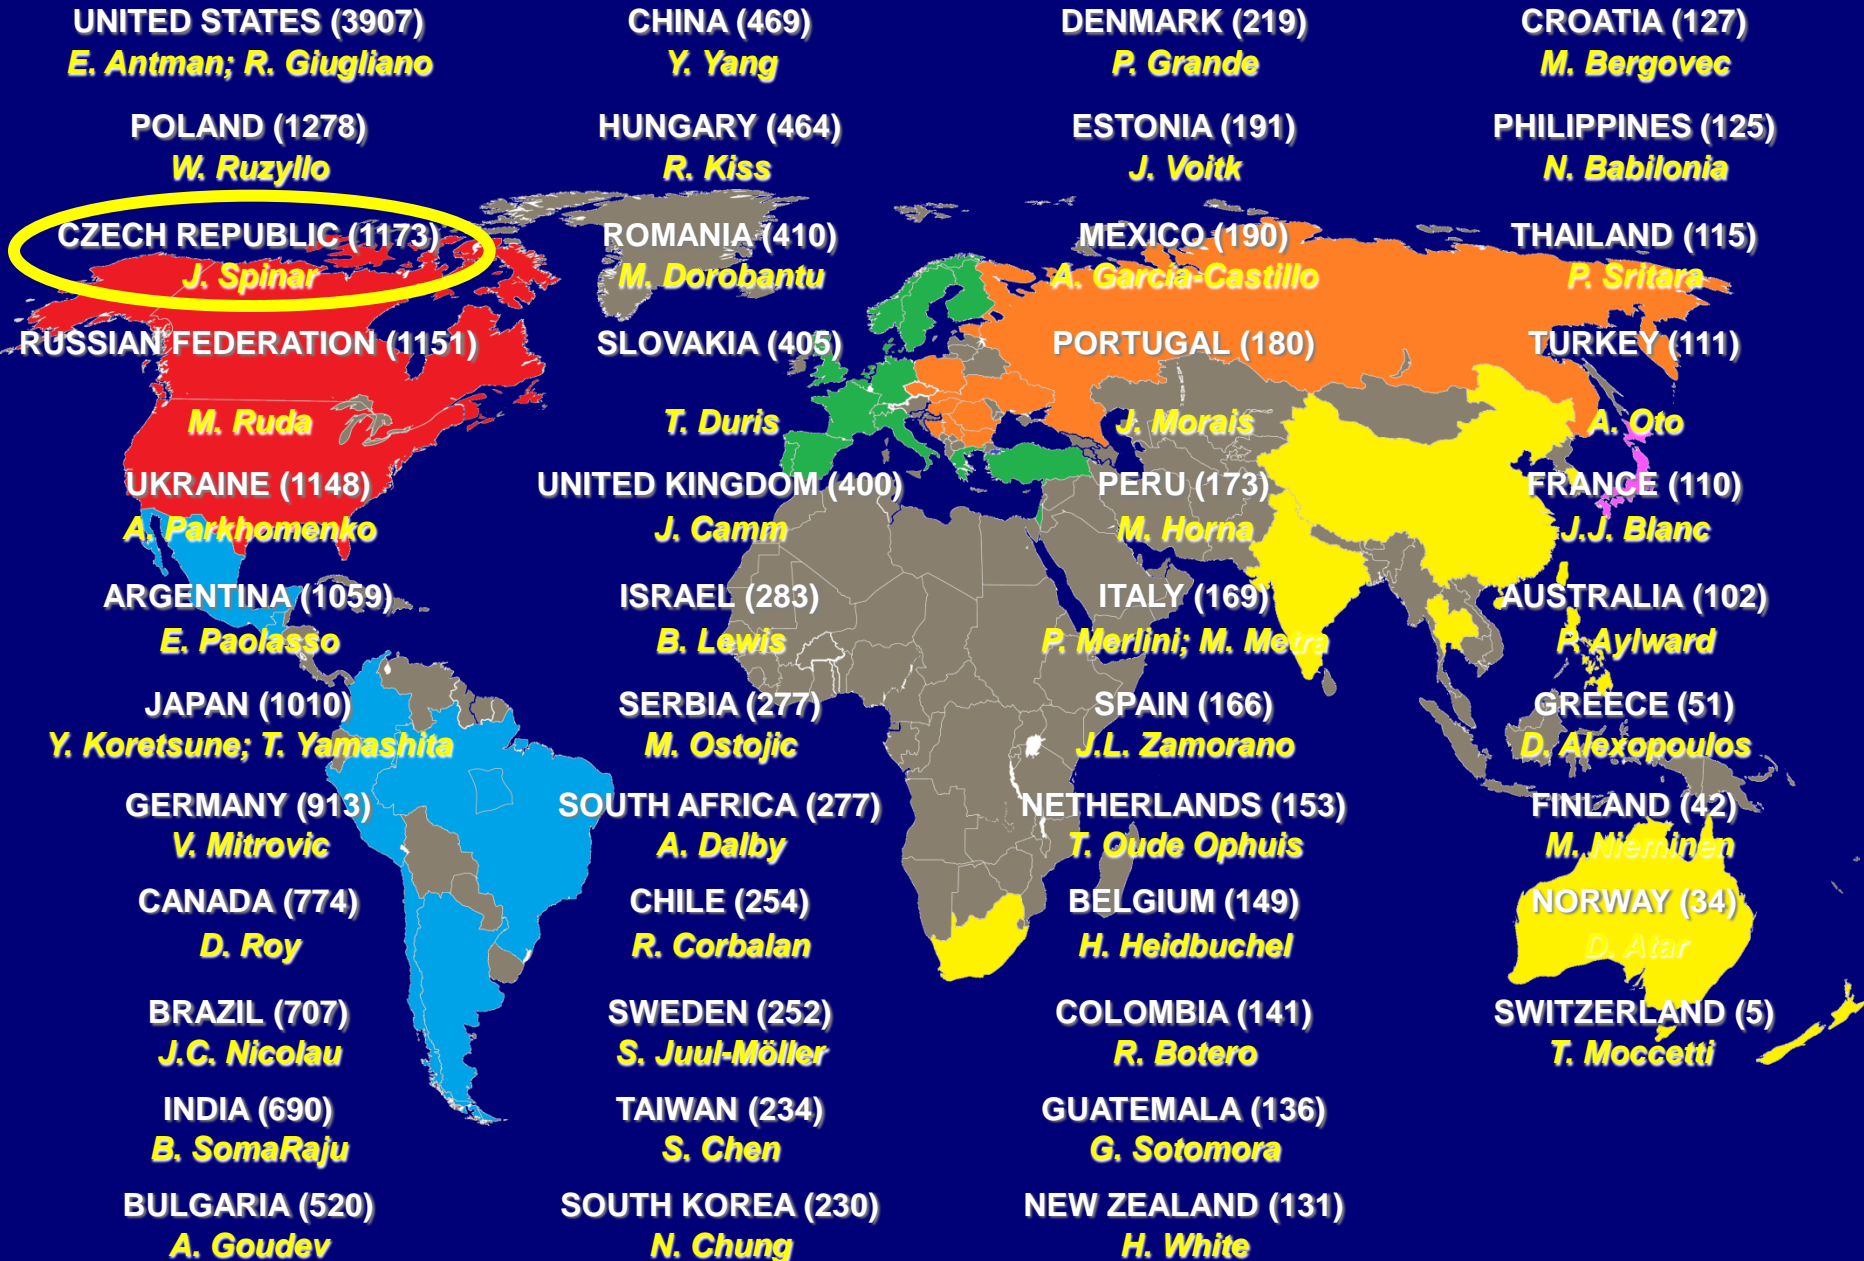 UNITED STATES (3907)
E. Antman; R. Giugliano
POLAND (1278)
W. Ruzyllo
CZECH REPUBLIC (1173)
J. Spinar
RUSSIAN FEDERATION (1151)
M. Ruda
UKRAINE (1148)
A. Parkhomenko
ARGENTINA (1059)
E. Paolasso
JAPAN (1010)
Y. Koretsune; T. Yamashita
GERMANY (913)
V. Mitrovic
CANADA (774)
D. Roy
BRAZIL (707)
J.C. Nicolau
INDIA (690)
B. SomaRaju
BULGARIA (520)
A. Goudev
CHINA (469)
Y. Yang
HUNGARY (464)
R. Kiss
ROMANIA (410)
M. Dorobantu
SLOVAKIA (405)
T. Duris
UNITED KINGDOM (400)
J. Camm
ISRAEL (283)
B. Lewis
SERBIA (277)
M. Ostojic
SOUTH AFRICA (277)
A. Dalby
CHILE (254)
R. Corbalan
SWEDEN (252)
S. Juul-Möller
TAIWAN (234)
S. Chen
SOUTH KOREA (230)
N. Chung
DENMARK (219)
P. Grande
ESTONIA (191)
J. Voitk
MEXICO (190)
A. Garcia-Castillo
PORTUGAL (180)
J. Morais
PERU (173)
M. Horna
ITALY (169)
P. Merlini; M. Metra
SPAIN (166)
J.L. Zamorano
NETHERLANDS (153)
T. Oude Ophuis
BELGIUM (149)
H. Heidbuchel
COLOMBIA (141)
R. Botero
GUATEMALA (136)
G. Sotomora
NEW ZEALAND (131)
H. White
CROATIA (127)
M. Bergovec
PHILIPPINES (125)
N. Babilonia
THAILAND (115)
P. Sritara
TURKEY (111)
A. Oto
FRANCE (110)
J.J. Blanc
AUSTRALIA (102)
P. Aylward
GREECE (51)
D. Alexopoulos
FINLAND (42)
M. Nieminen
NORWAY (34)
D. Atar
SWITZERLAND (5)
T. Moccetti